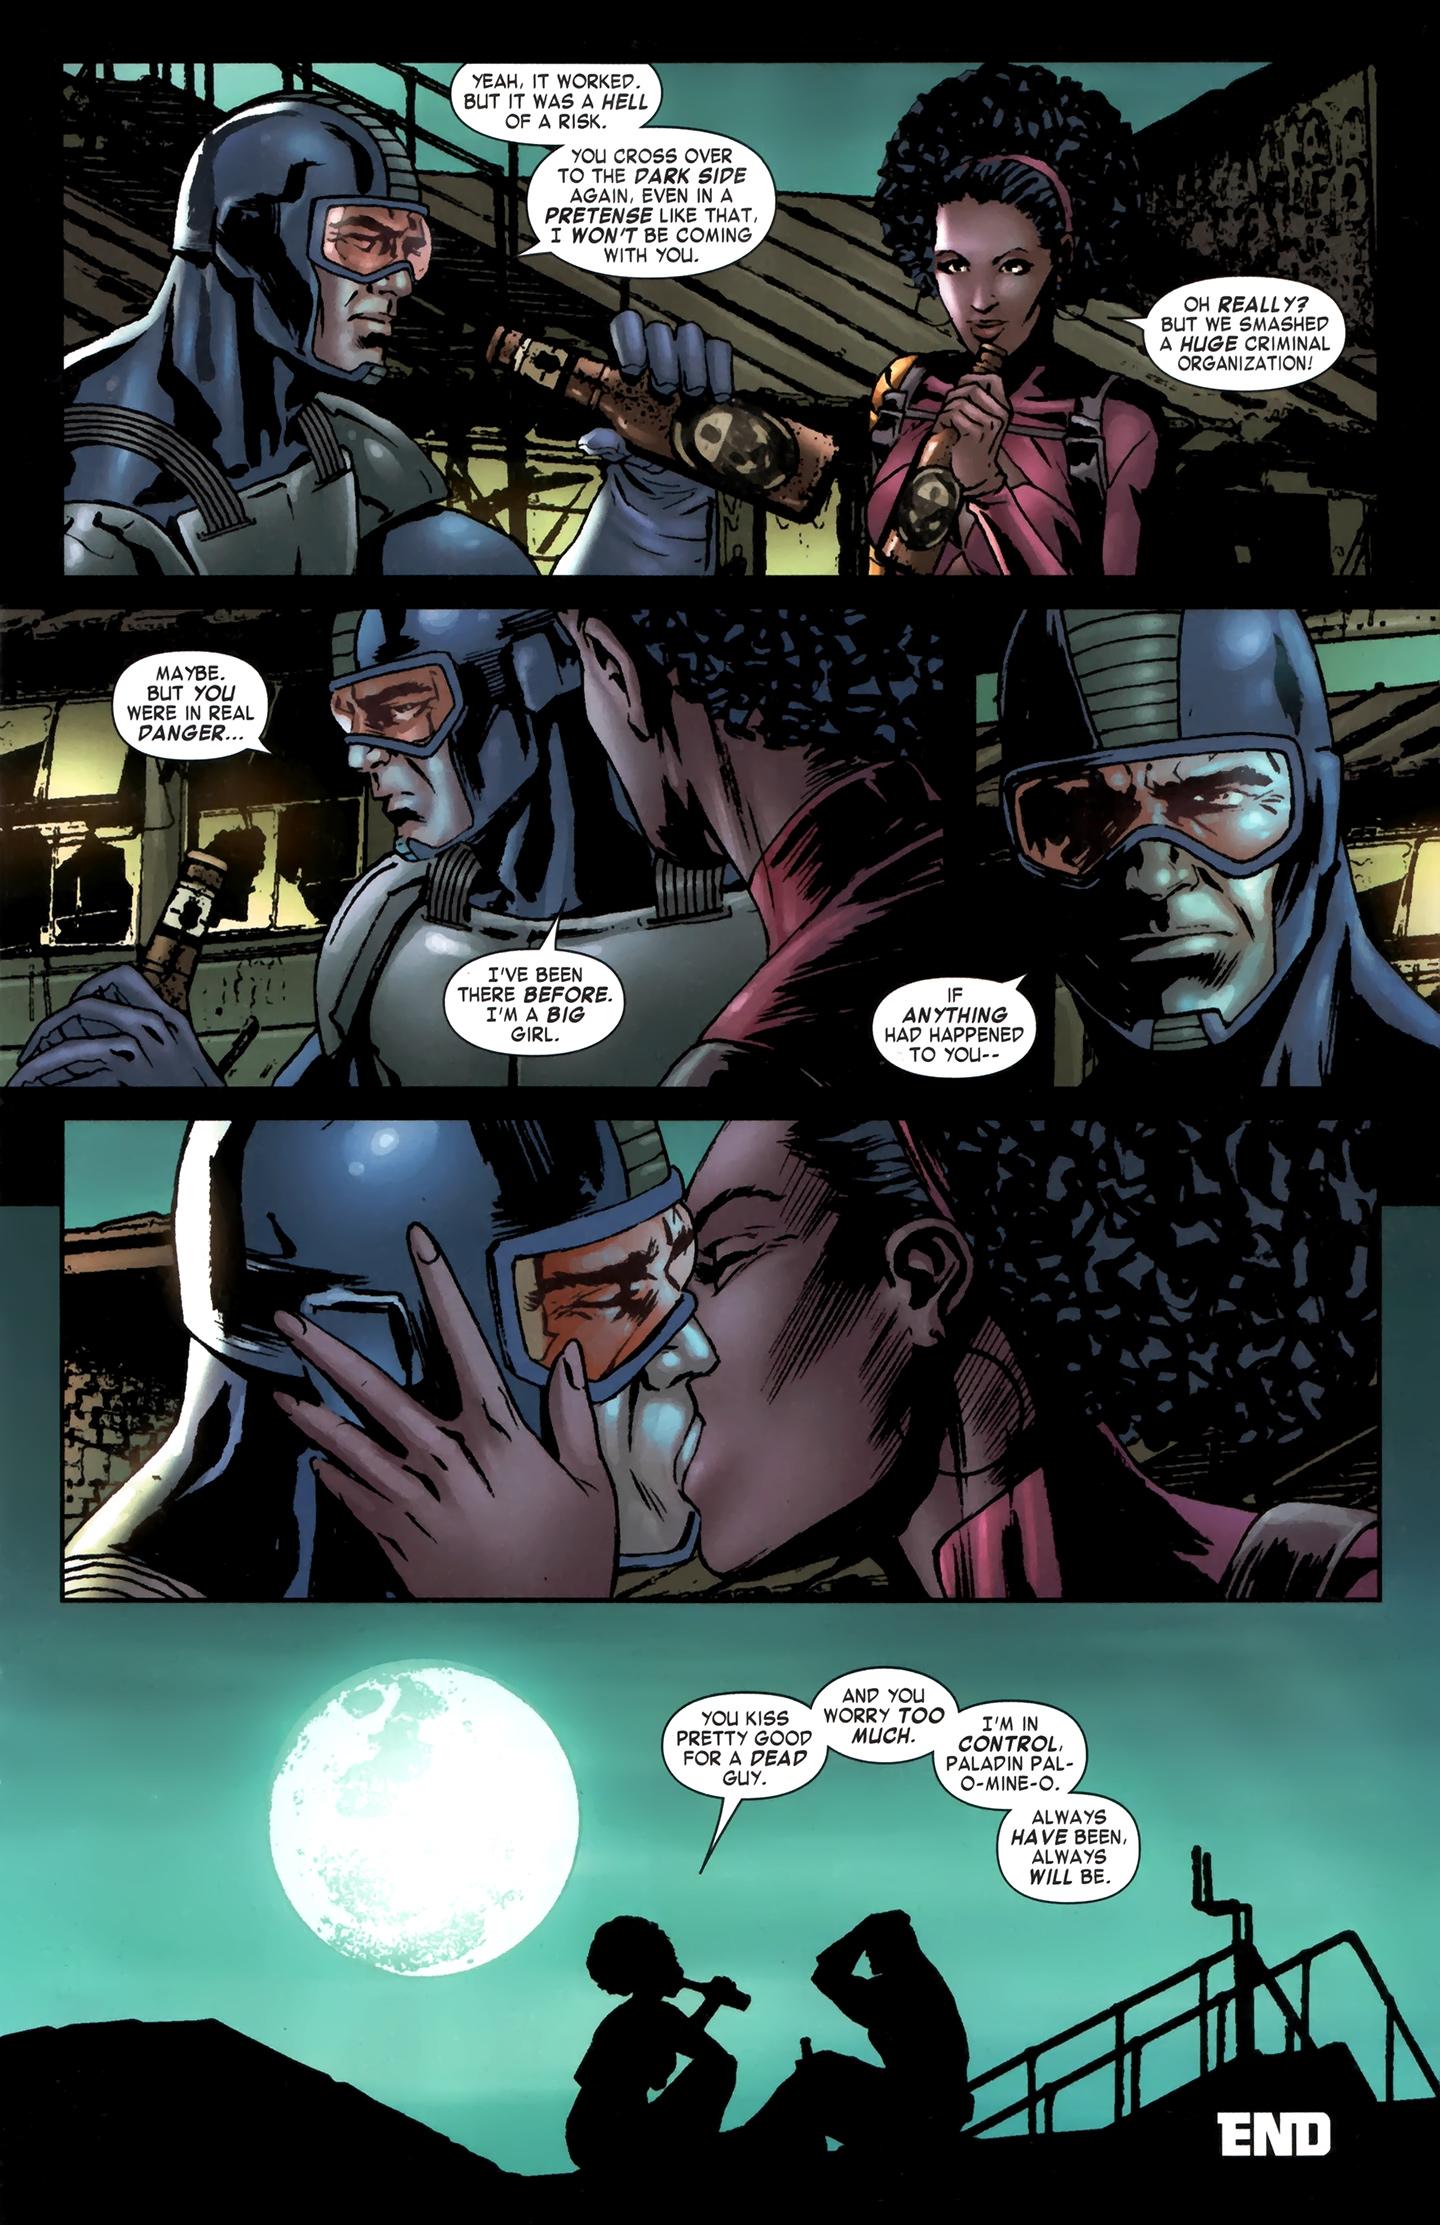 YEAH, IT WORKED.
BUT IT WAS A HELL
OF A RISK.
YOU CROSS OVER
TO THE DARK SIDE
AGAIN, EVEN IN A
PRETENSE LIKE THAT,
I WON'T BE COMING
WITH YOU.
OH REALLY?
BUT WE SMASHED
A HUGE CRIMINAL
ORGANIZATION!
MAYBE.
BUT YOU
WERE IN REAL
DANGER...
I'VE BEEN
THERE BEFORE.
I'M A BIG
GIRL.
IF
ANYTHING
HAD HAPPENED
TO YOU--
YOU KISS
PRETTY GOOD
FOR A DEAD
GUY.
AND YOU
WORRY TOO
MUCH.
I'M IN
CONTROL,
PALADIN PAL-
O-MINE-O.
ALWAYS
HAVE BEEN,
ALWAYS
WILL BE.
END